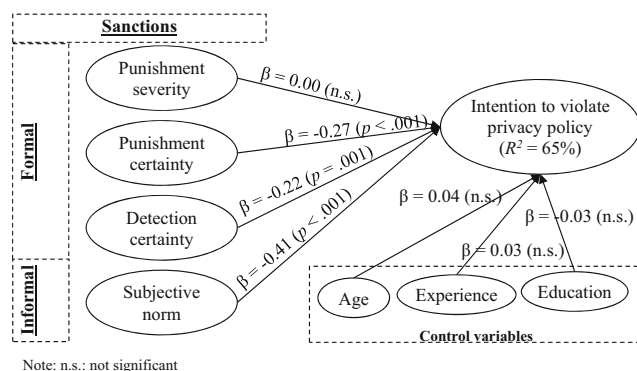 Sanctions
Formal
Punishment
severity
β = 0.00 (n.s.)
Punishment
certainty
β = -0.27 (p < .001)
Detection
certainty
β = -0.22 (p = .001)
Informal
Subjective
norm
β = -0.41 (p < .001)
Intention to violate
privacy policy
(R² = 65%)
β = 0.04 (n.s.)
β = 0.03 (n.s.)
β = -0.03 (n.s.)
Age
Experience
Education
Control variables
Note: n.s.: not significant